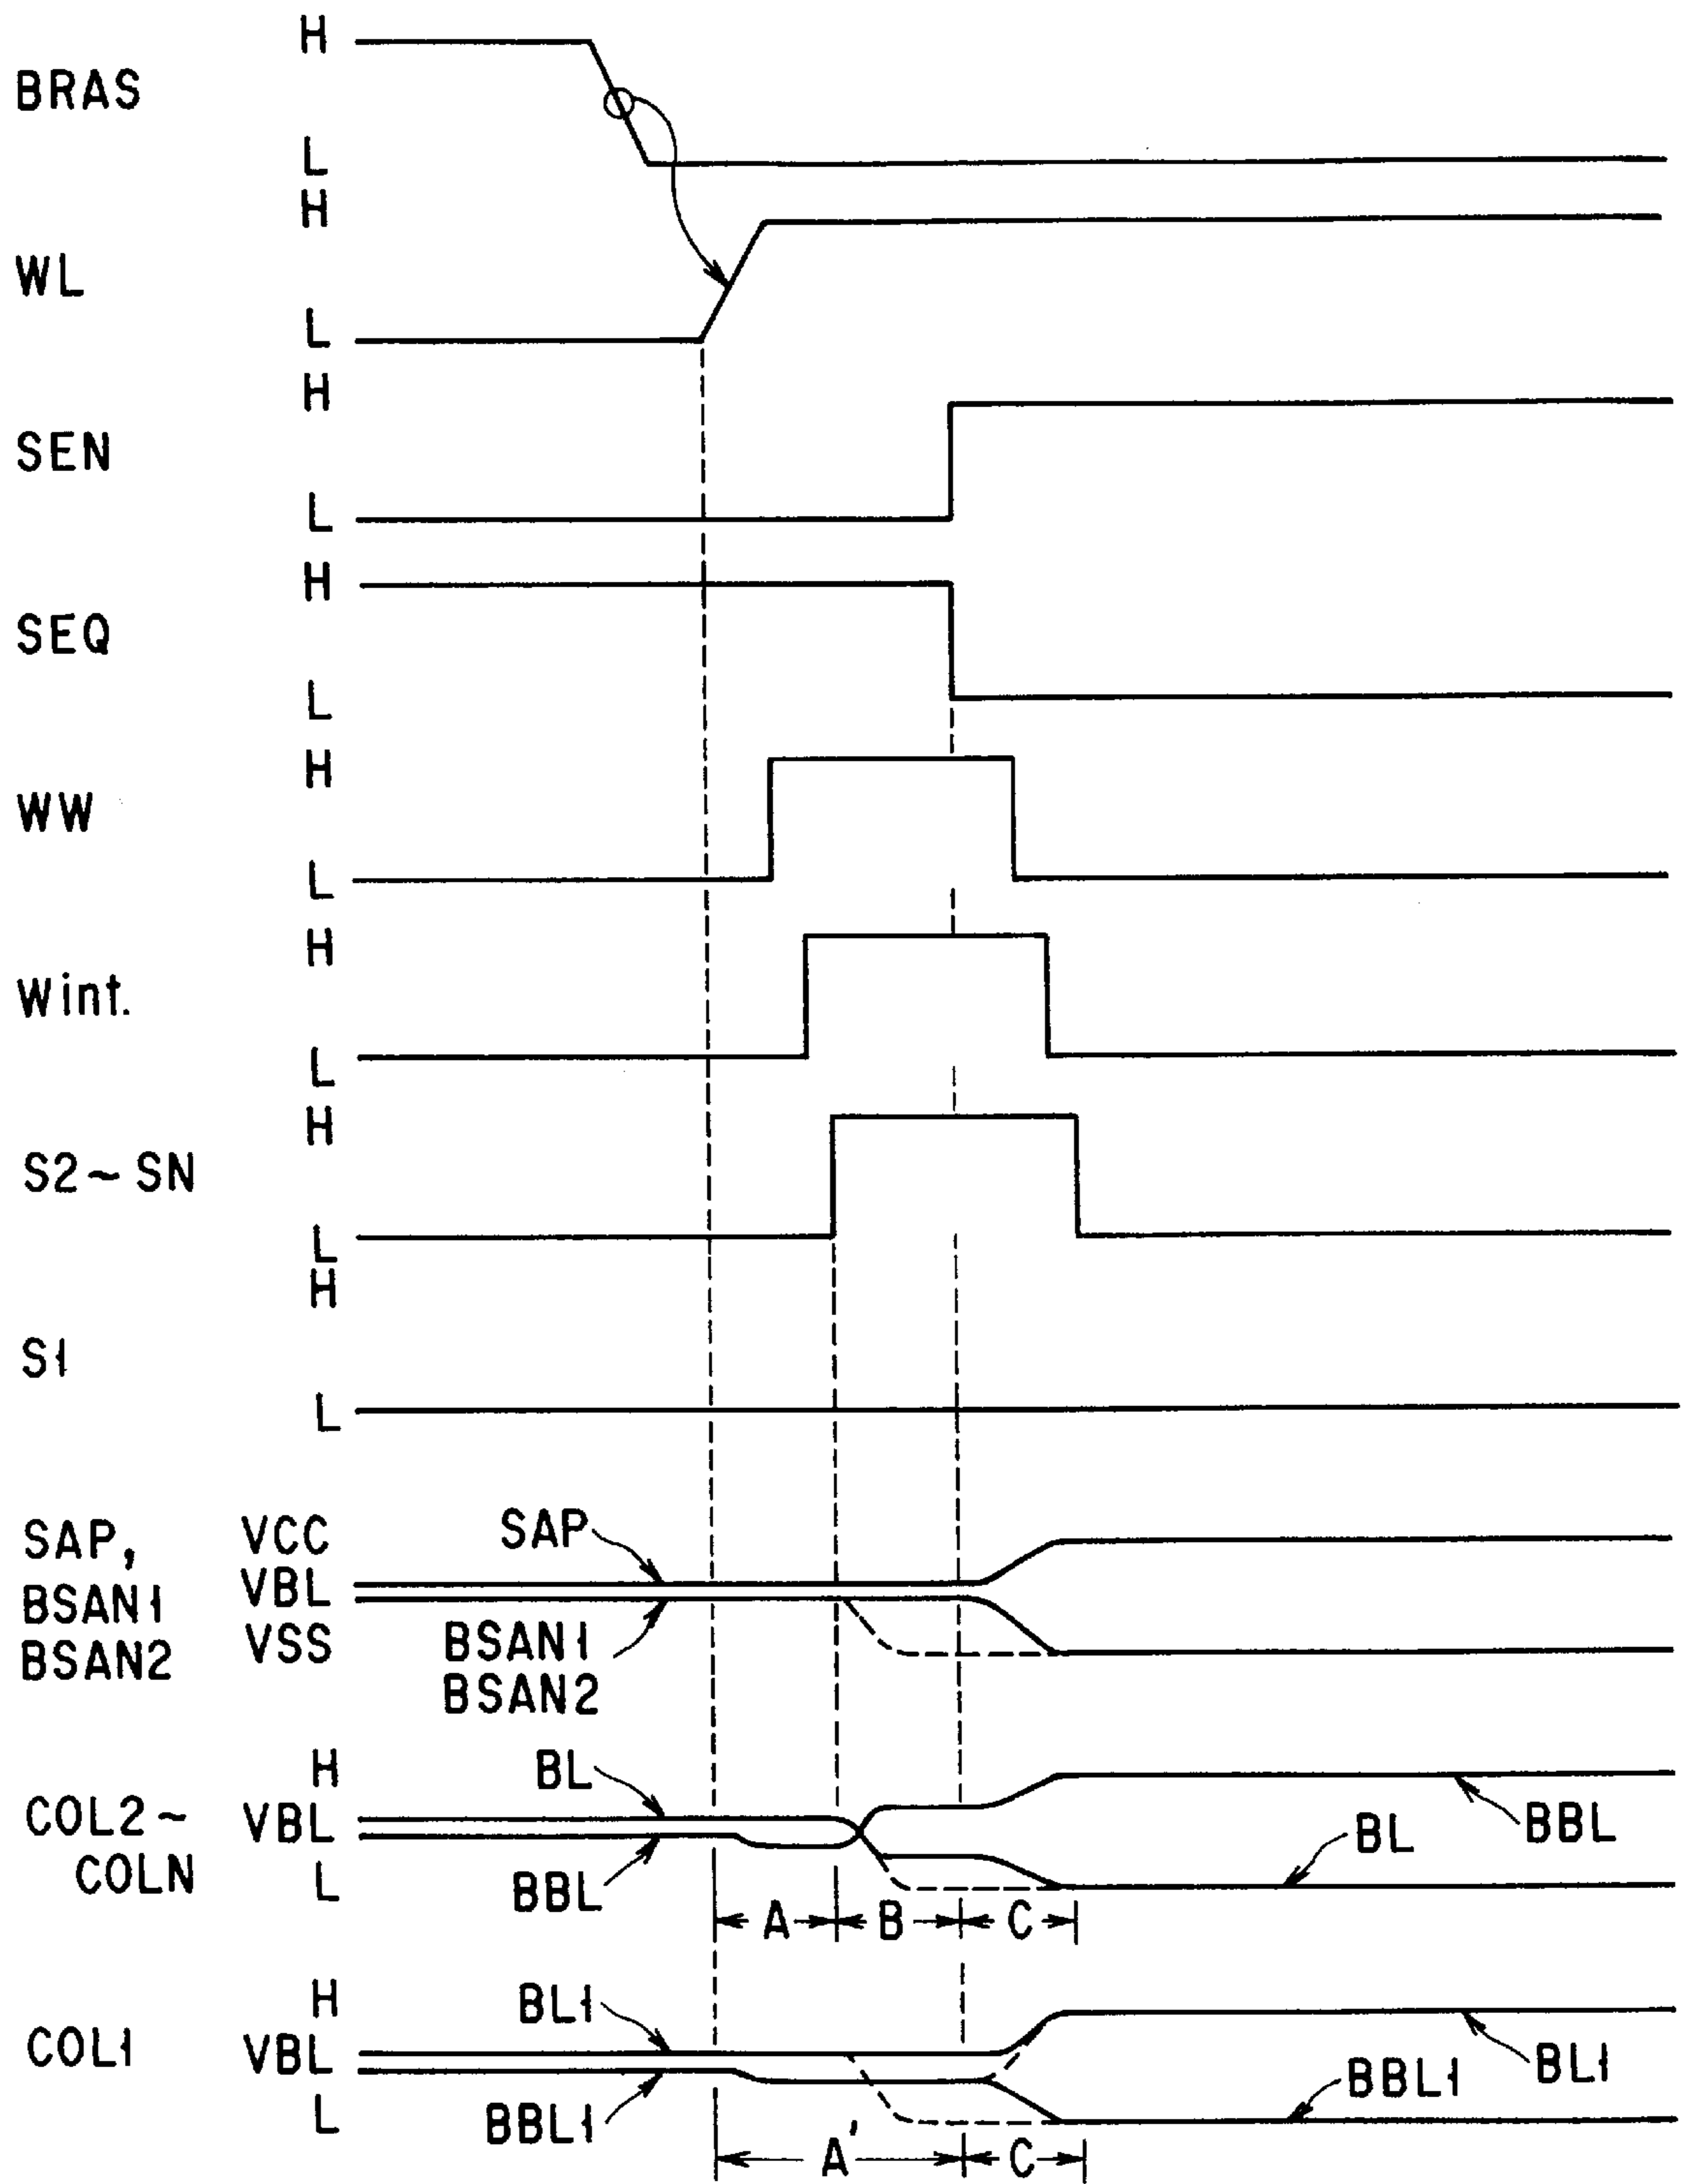 H
BRAS
L
H
WL
L
H
SEN
L
H
SEQ
L
H
WW
L
H
Wint.
L
H
S2~SN
L
H
S1
L
SAP,
BSAN1
BSAN2
VCC
VBL
VSS
SAP
BSAN1
BSAN2
COL2~
COLN
H
VBL
L
BL
BBL
BBL
BL
A
B
C
COL1
H
VBL
L
BL1
BBL1
BL1
BBL1
A'
C